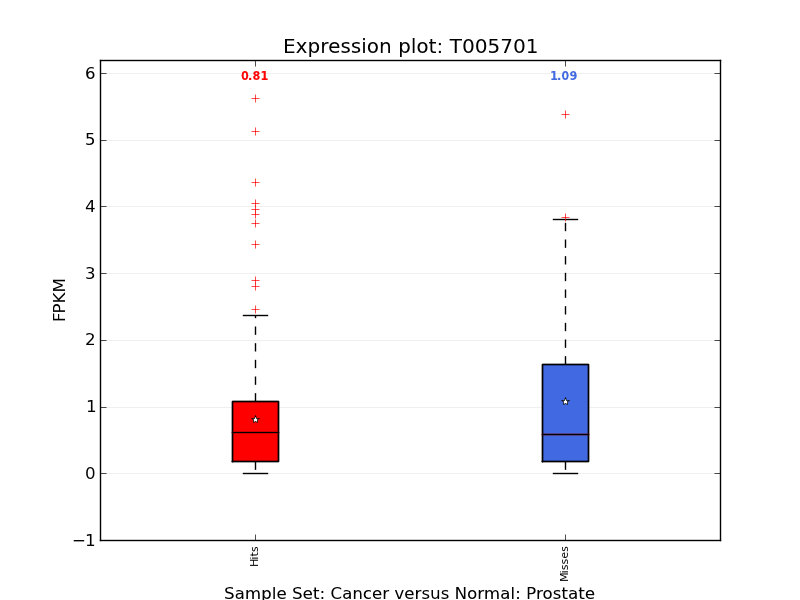 Expression plot: T005701
0.81
1.09
6
5
4
3
2
1
0
−1
FPKM
Hits
Misses
Sample Set: Cancer versus Normal: Prostate